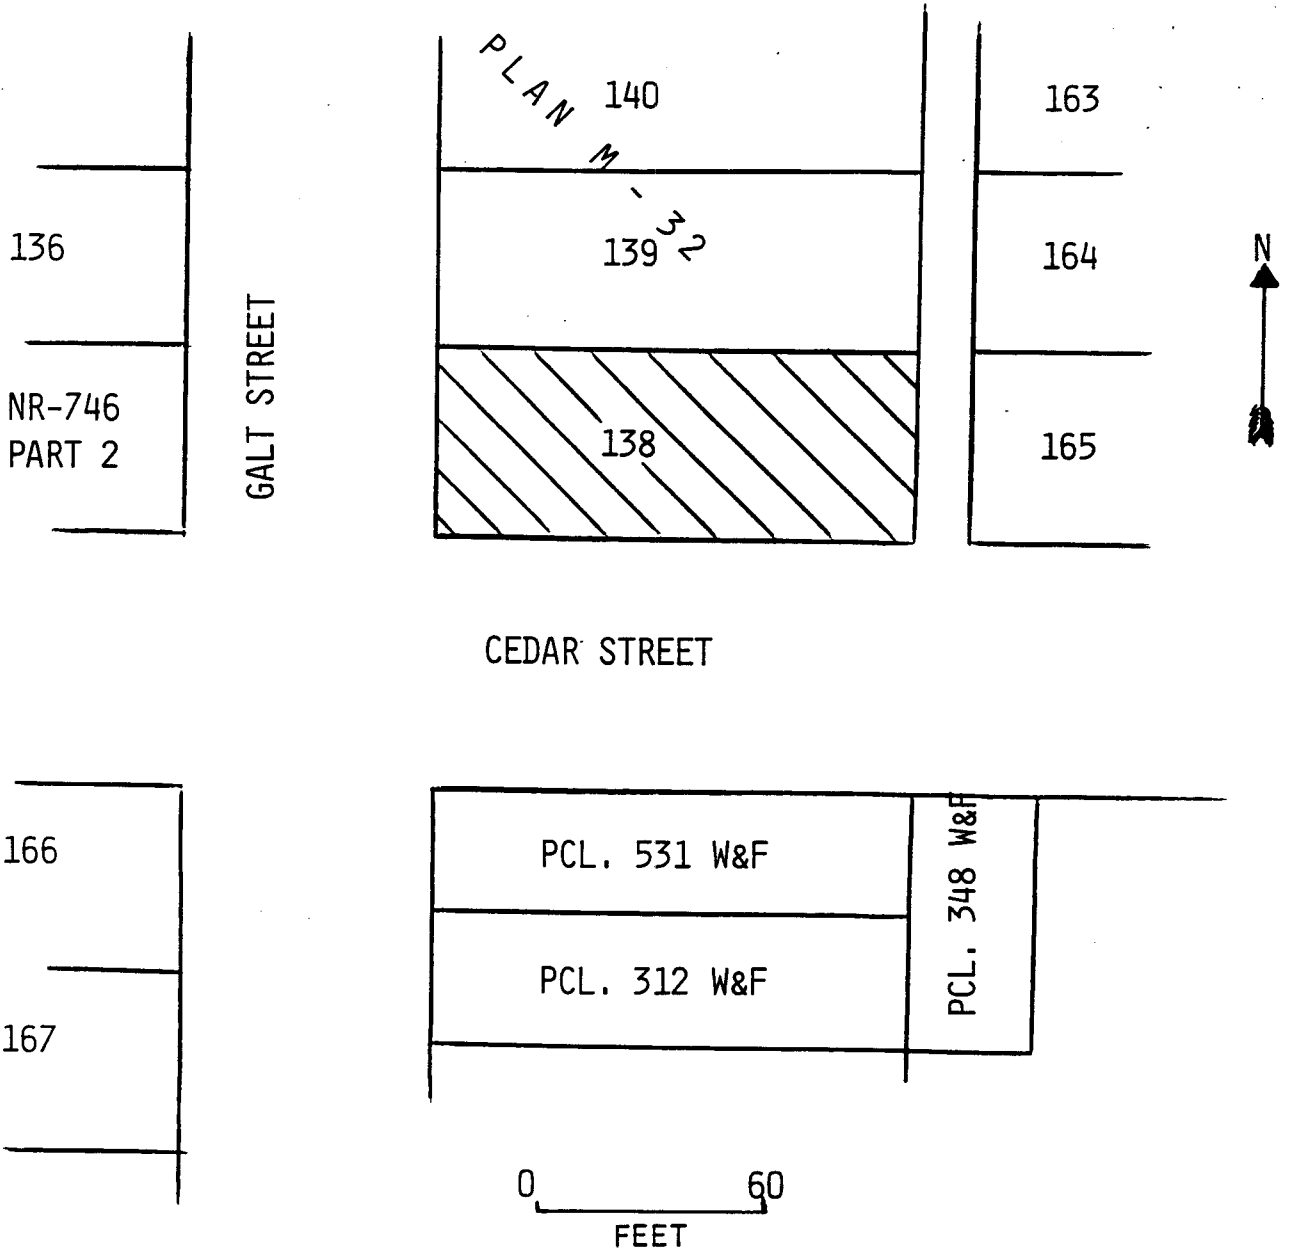 PLAN M-32
140
163
136
139
164
N
GALT STREET
NR-746
PART 2
138
165
CEDAR STREET
166
PCL. 531 W&F
PCL. 348 W&F
PCL. 312 W&F
167
0 60
FEET